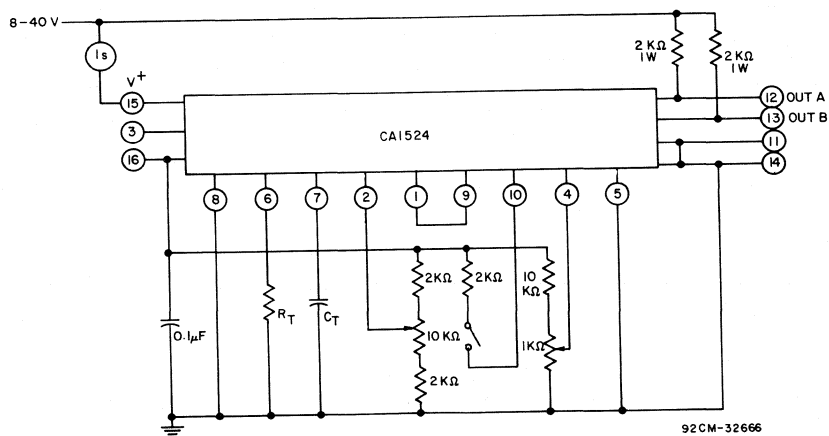 8-40 V
Is
V+
2 KΩ
1W
2 KΩ
1W
15
3
16
CA1524
12 OUT A
13 OUT B
11
14
8
6
7
2
1
9
10
4
5
2KΩ
2KΩ
10
KΩ
0.1µF
RT
CT
10 KΩ
1KΩ
2KΩ
92CM-32666